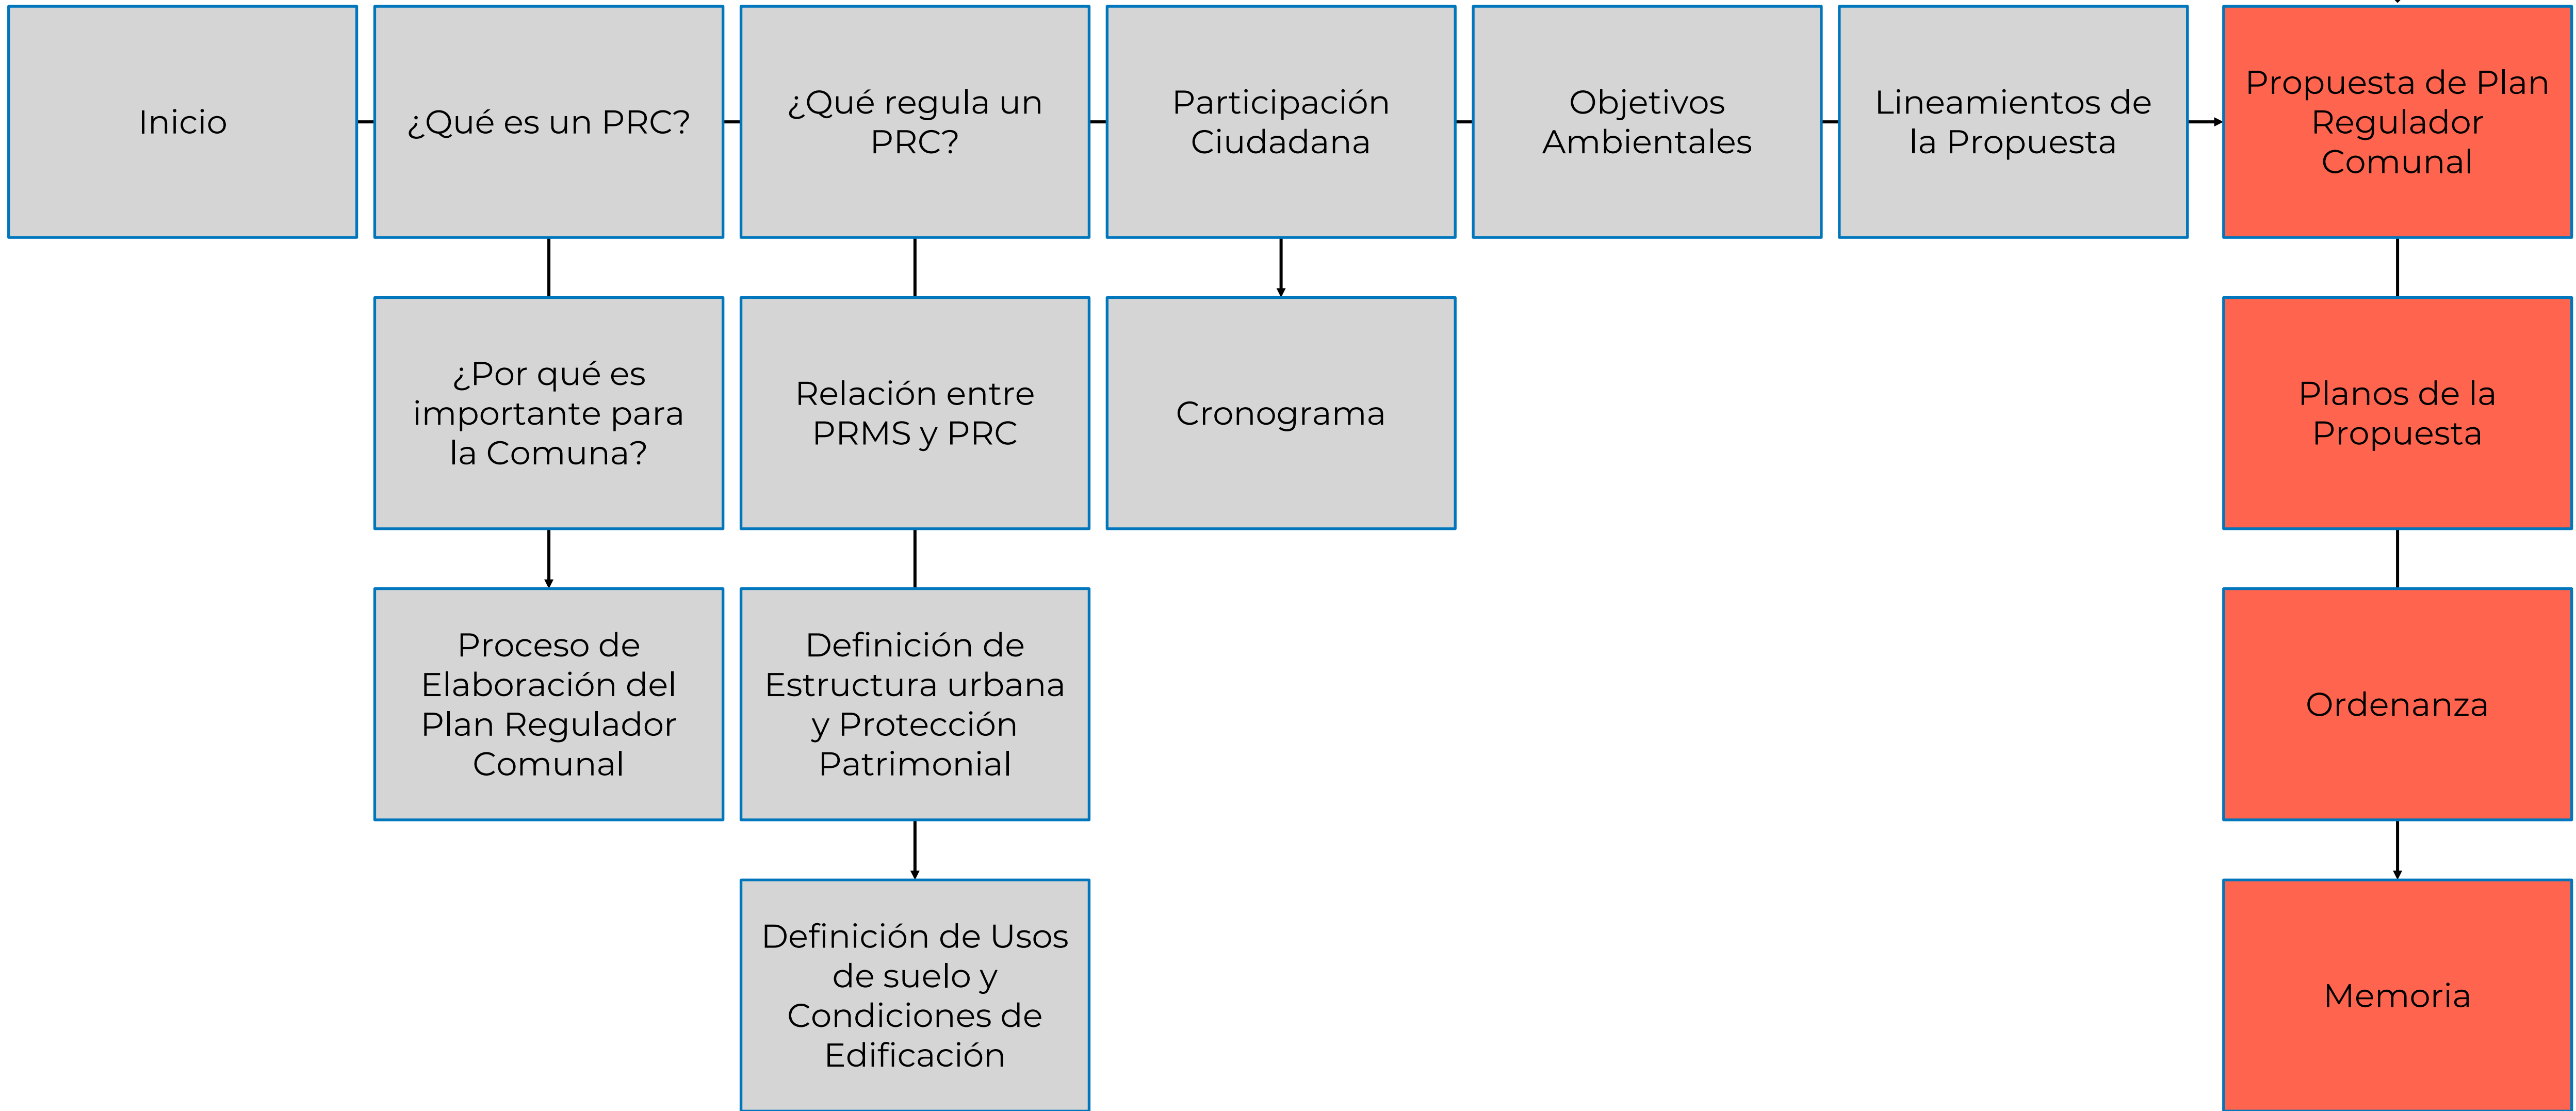 Inicio
¿Qué es un PRC?
¿Qué regula un
PRC?
Participación
Ciudadana
Objetivos
Ambientales
Lineamientos de
la Propuesta
Propuesta de Plan
Regulador
Comunal
¿Por qué es
importante para
la Comuna?
Relación entre
PRMS y PRC
Cronograma
Planos de la
Propuesta
Proceso de
Elaboración del
Plan Regulador
Comunal
Definición de
Estructura urbana
y Protección
Patrimonial
Ordenanza
Definición de Usos
de suelo y
Condiciones de
Edificación
Memoria